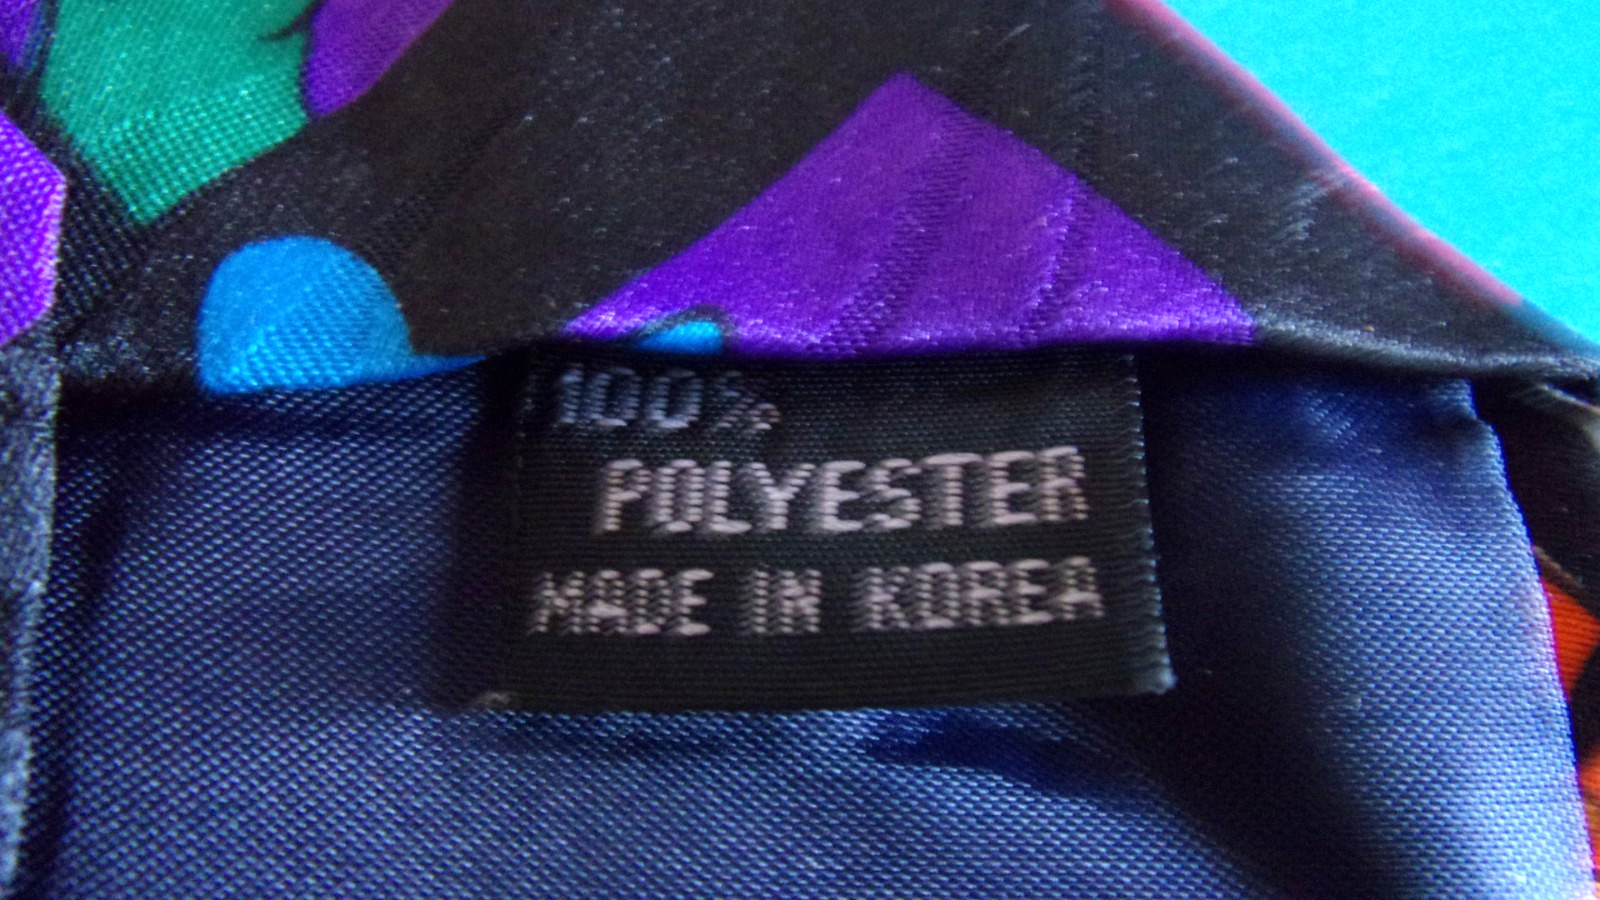 100%
POLYESTER
MADE IN KOREA